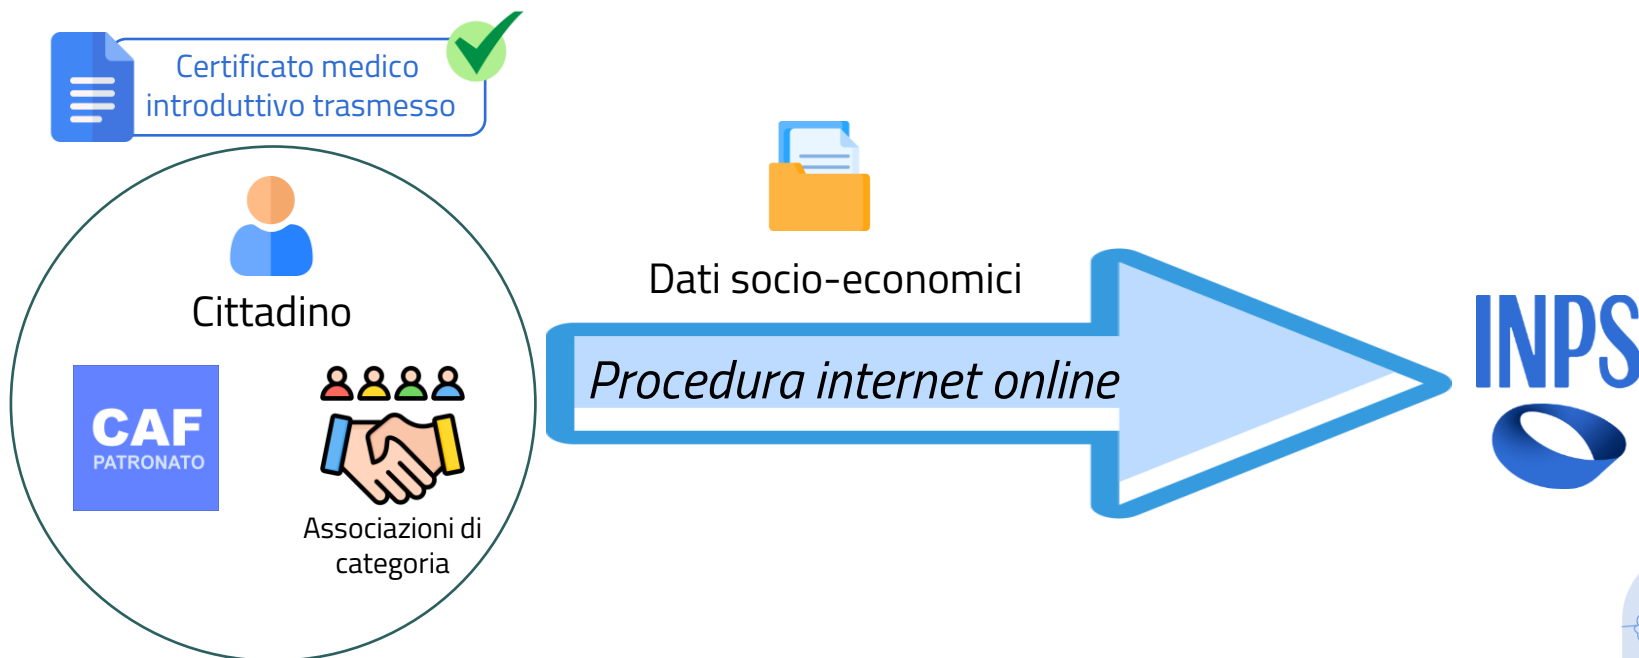 Certificato medico
introduttivo trasmesso
Cittadino
CAF
PATRONATO
Associazioni di
categoria
Dati socio-economici
Procedura internet online
INPS